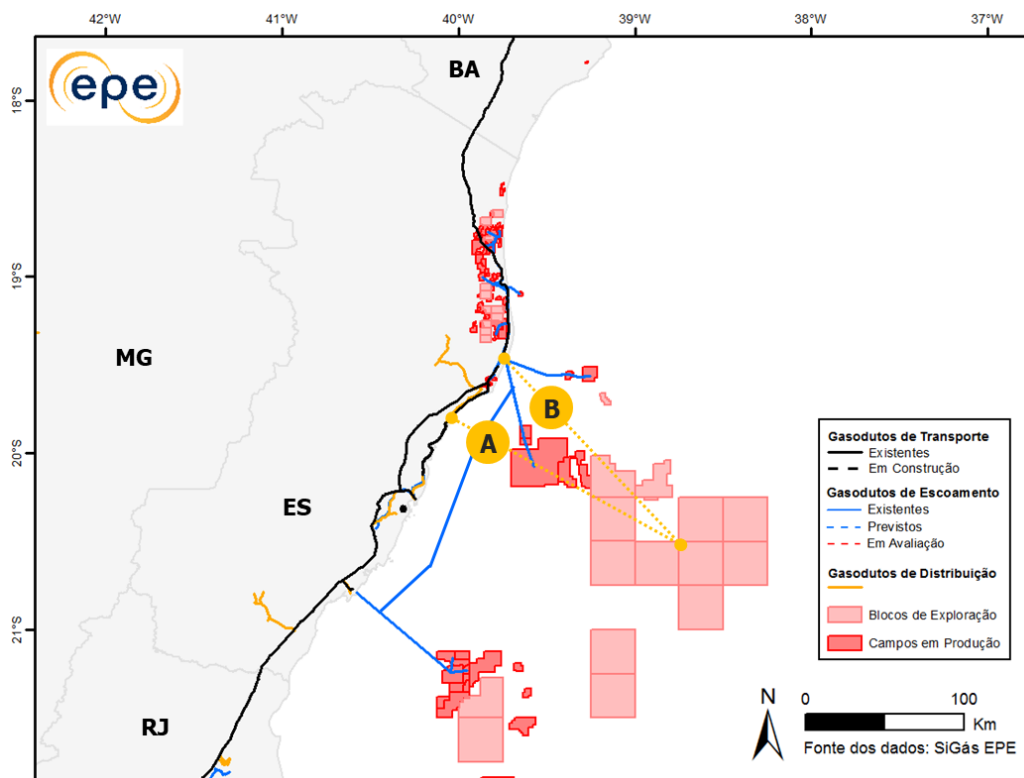 42°W 41°W 40°W 39°W 38°W 37°W
epe
BA
18°S
19°S
MG
B
A
20°S
ES
21°S
RJ
Gasodutos de Transporte
Existentes
Em Construção
Gasodutos de Escoamento
Existentes
Previstos
Em Avaliação
Gasodutos de Distribuição
Blocos de Exploração
Campos em Produção
N
0 100
Km
Fonte dos dados: SiGás EPE